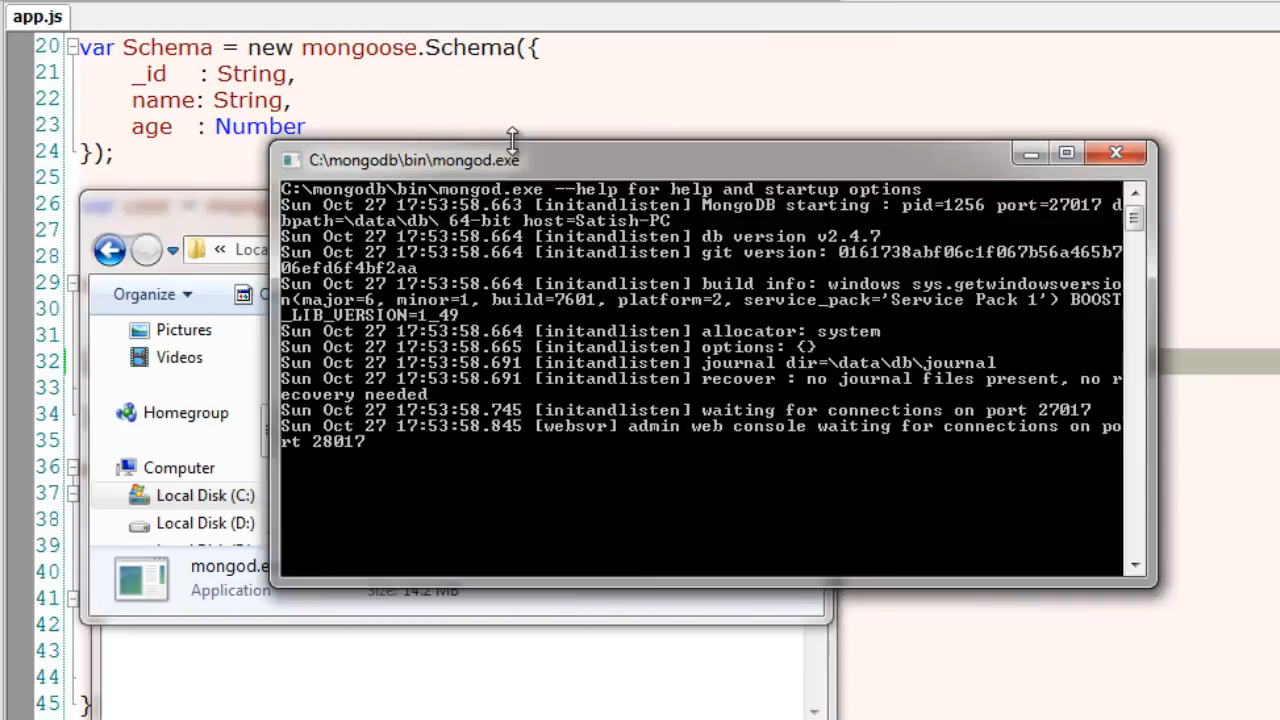 app.js
20 var Schema = new mongoose.Schema({
21 _id : String,
22 name: String,
23 age : Number
24 });
25
26
27
28
29
30
31
32
33
34
35
36
37
38
39
40
41
42
43
44
45 }
« Loca
Organize
Pictures
Videos
Homegroup
Computer
Local Disk (C:)
Local Disk (D:)
mongod.e
Application
Size: 14.2 MB
C:\mongodb\bin\mongod.exe
C:\mongodb\bin\mongod.exe --help for help and startup options
Sun Oct 27 17:53:58.663 [initandlisten] MongoDB starting : pid=1256 port=27017 d
bpath=\data\db\ 64-bit host=Satish-PC
Sun Oct 27 17:53:58.664 [initandlisten] db version v2.4.7
Sun Oct 27 17:53:58.664 [initandlisten] git version: 0161738abf06c1f067b56a465b7
06efd6f4bf2aa
Sun Oct 27 17:53:58.664 [initandlisten] build info: windows sys.getwindowsversio
n(major=6, minor=1, build=7601, platform=2, service_pack='Service Pack 1') BOOST
_LIB_VERSION=1_49
Sun Oct 27 17:53:58.664 [initandlisten] allocator: system
Sun Oct 27 17:53:58.665 [initandlisten] options: {}
Sun Oct 27 17:53:58.691 [initandlisten] journal dir=\data\db\journal
Sun Oct 27 17:53:58.691 [initandlisten] recover : no journal files present, no r
ecovery needed
Sun Oct 27 17:53:58.745 [initandlisten] waiting for connections on port 27017
Sun Oct 27 17:53:58.845 [websvr] admin web console waiting for connections on po
rt 28017